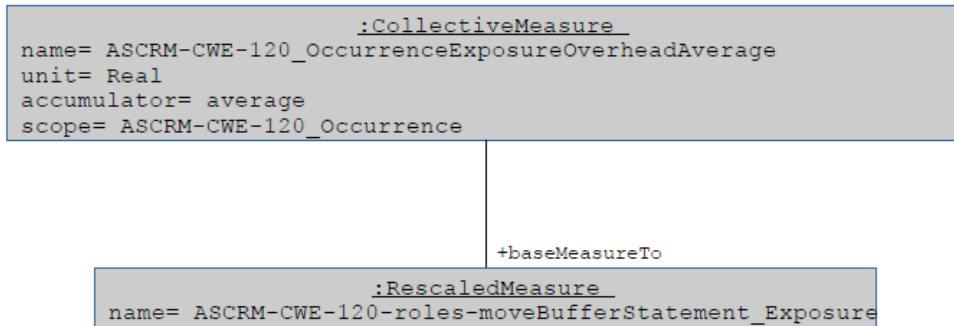 :CollectiveMeasure
name= ASCRM-CWE-120_OccurrenceExposureOverheadAverage
unit= Real
accumulator= average
scope= ASCRM-CWE-120_Occurrence
+baseMeasureTo
:RescaledMeasure
name= ASCRM-CWE-120-roles-moveBufferStatement_Exposure